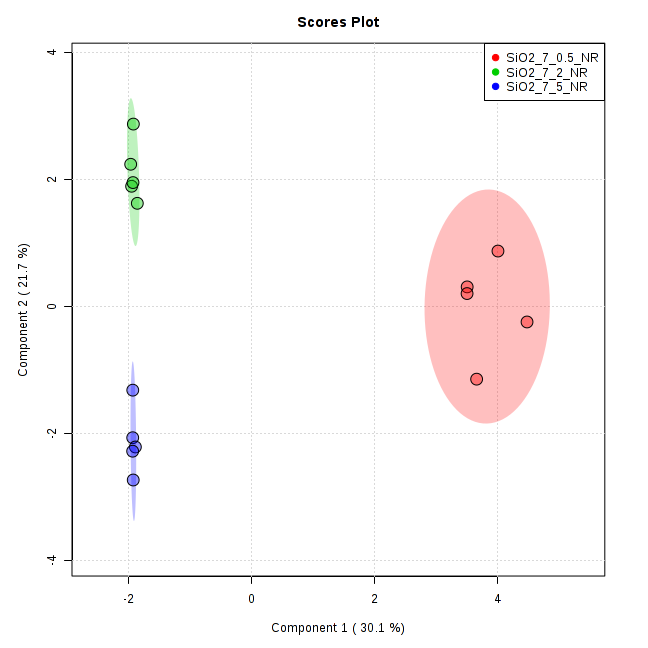 Scores Plot
SiO2_7_0.5_NR
SiO2_7_2_NR
SiO2_7_5_NR
4
2
0
-2
-4
Component 2 ( 21.7 %)
-2 0 2 4
Component 1 ( 30.1 %)